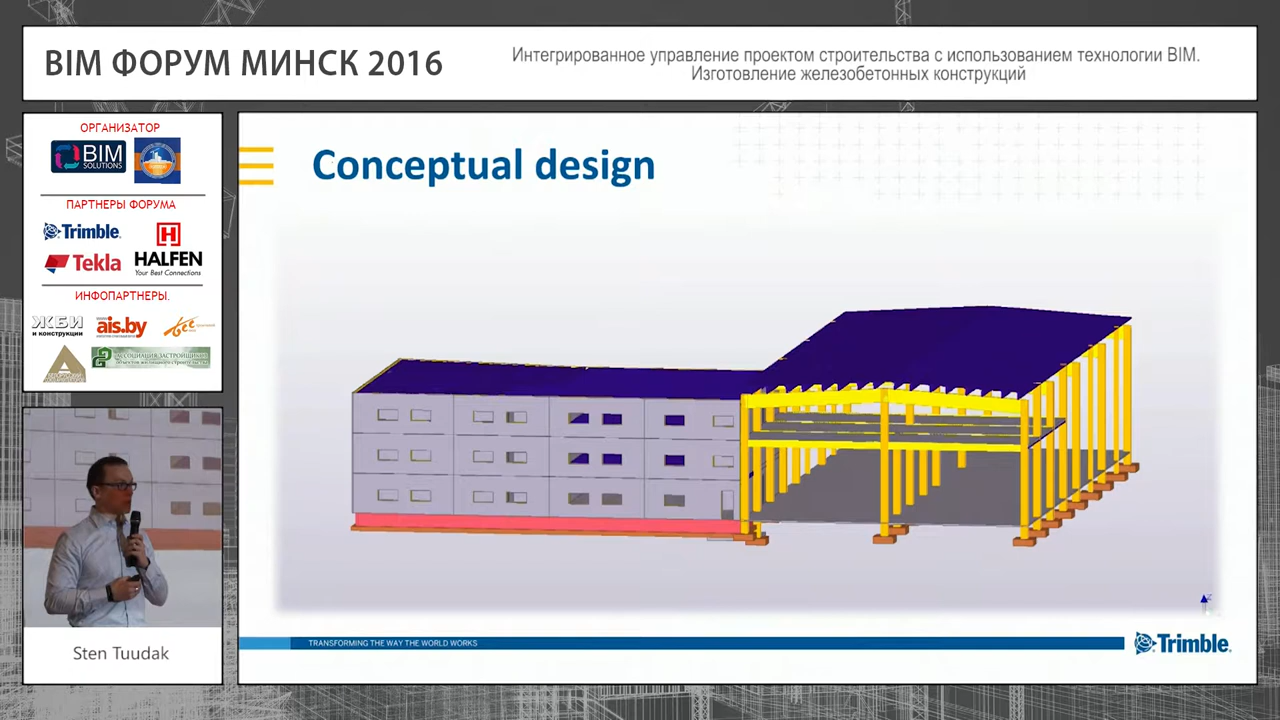 BIM ФОРУМ МИНСК 2016
Интегрированное управление проектом строительства с использованием технологии BIM.
Изготовление железобетонных конструкций
ОРГАНИЗАТОР
BIM
SOLUTIONS
ПАРТНЕРЫ ФОРУМА
Trimble
Tekla
HALFEN
Your Best Connections
ИНФОПАРТНЕРЫ.
ЖБИ
и конструкции
ais.by
АССОЦИАЦИЯ ЗАСТРОЙЩИКОВ
Sten Tuudak
Conceptual design
TRANSFORMING THE WAY THE WORLD WORKS
Trimble